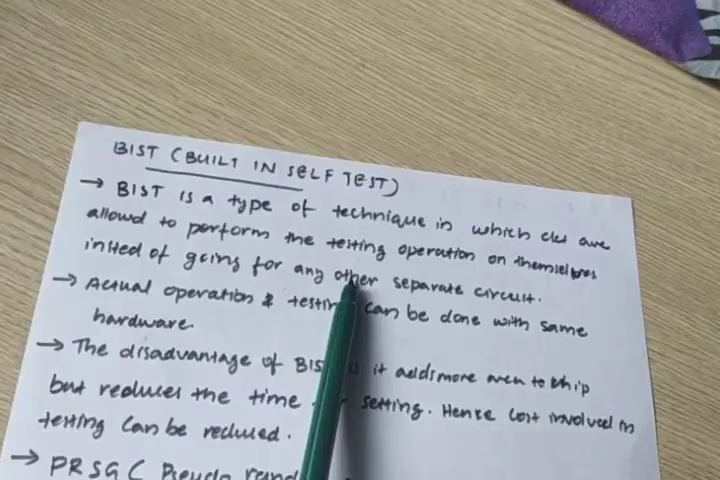 BIST (BUILT IN SELF TEST)
→ BIST is a type of technique in which ckt are
allowed to perform the testing operation on themselves
insted of going for any other separate circuit.
→ Actual operation & testing can be done with same
hardware.
→ The disadvantage of BIST is it adds more area to chip
but reduces the time setting. Hence cost involved in
testing can be reduced.
→ PRSG ( Pseudo